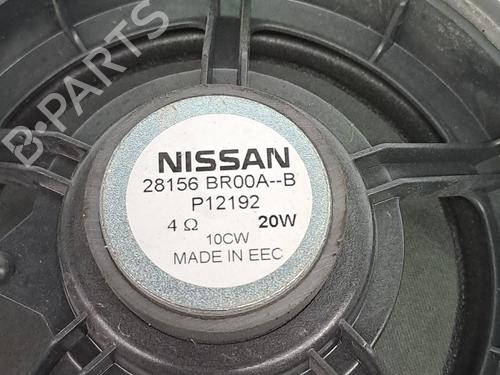 B-PARTS
NISSAN
28156 BR00A--B
P12192
4 Ω 20W
10CW
MADE IN EEC